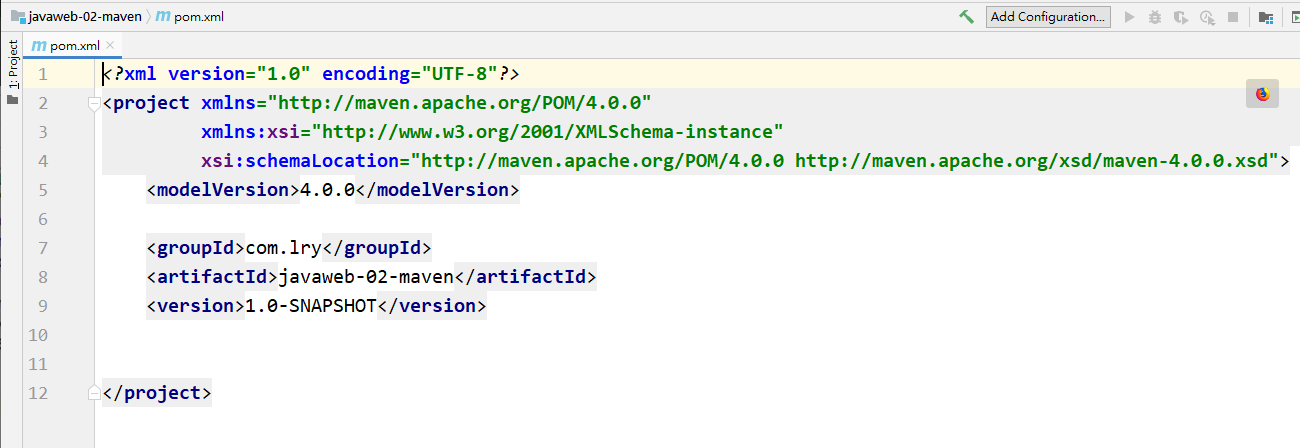 javaweb-02-maven pom.xml Add Configuration...
1: Project
pom.xml
1 <?xml version="1.0" encoding="UTF-8"?>
2 <project xmlns="http://maven.apache.org/POM/4.0.0"
3 xmlns:xsi="http://www.w3.org/2001/XMLSchema-instance"
4 xsi:schemaLocation="http://maven.apache.org/POM/4.0.0 http://maven.apache.org/xsd/maven-4.0.0.xsd">
5 <modelVersion>4.0.0</modelVersion>
6
7 <groupId>com.lry</groupId>
8 <artifactId>javaweb-02-maven</artifactId>
9 <version>1.0-SNAPSHOT</version>
10
11
12 </project>